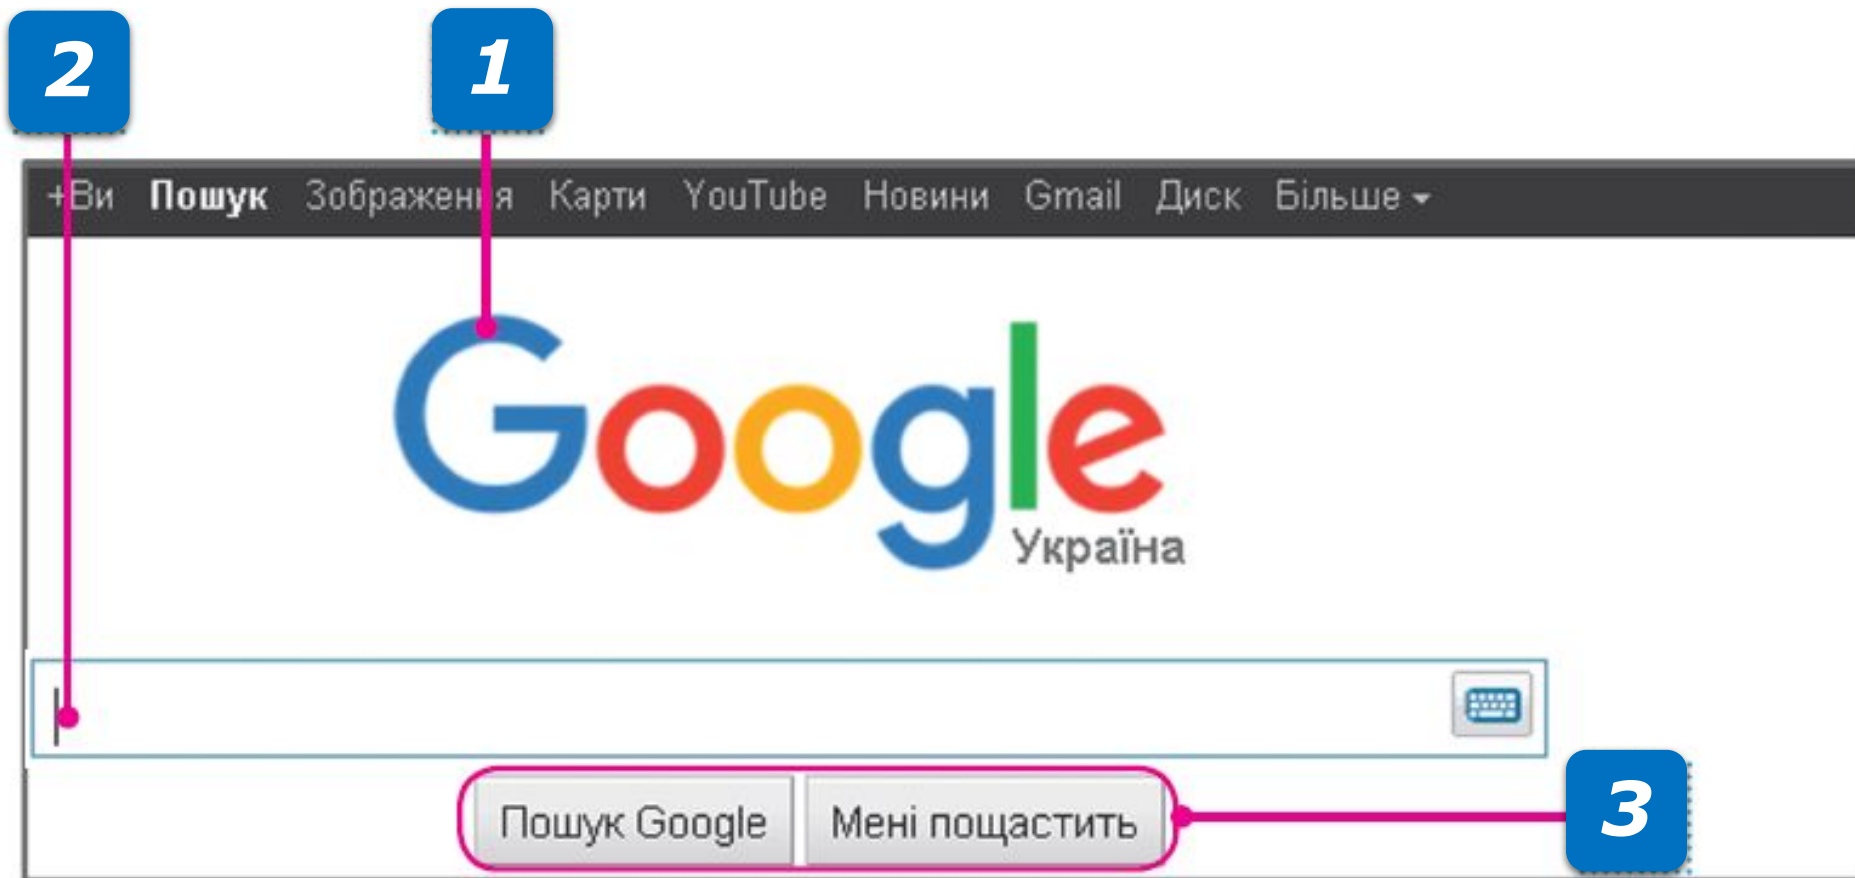 2 1
+Ви Пошук Зображення Карти YouTube Новини Gmail Диск Більше
Google
Україна
Пошук Google Мені пощастить
3